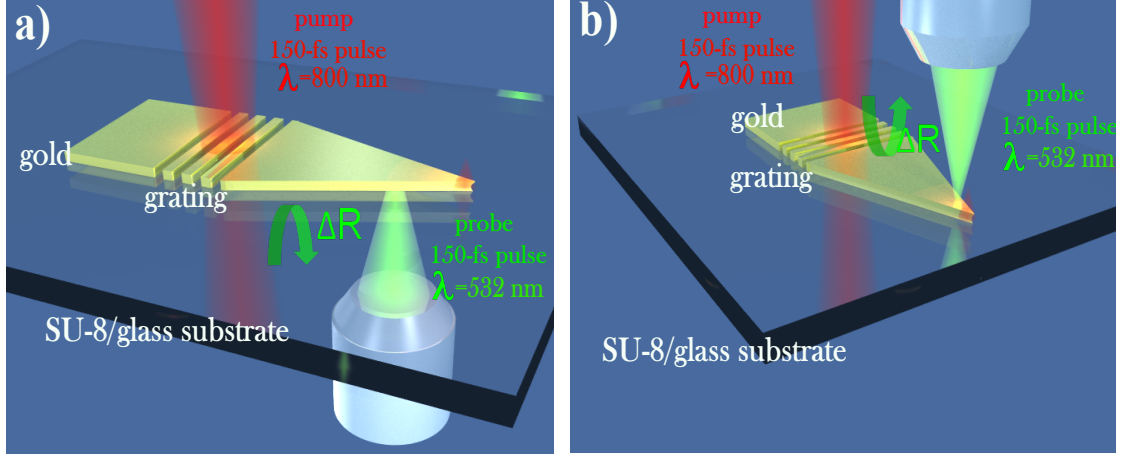 a)
pump
150-fs pulse
λ=800 nm
gold
grating
ΔR
probe
150-fs pulse
λ=532 nm
SU-8/glass substrate
b)
pump
150-fs pulse
λ=800 nm
gold
ΔR
grating
probe
150-fs pulse
λ=532 nm
SU-8/glass substrate